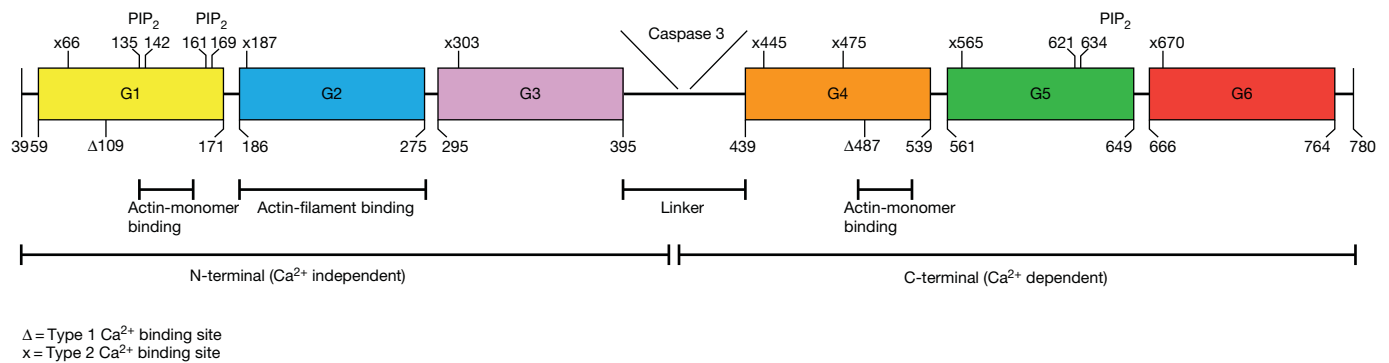 PIP₂ PIP₂ Caspase 3 PIP₂
x66 135 142 161 169 x187 x303 x445 x475 x565 621 634 x670
G1 G2 G3 G4 G5 G6
39 59 Δ109 171 186 275 295 395 439 Δ487 539 561 649 666 764 780
Actin-monomer Actin-filament binding Linker Actin-monomer
binding binding
N-terminal (Ca²⁺ independent) C-terminal (Ca²⁺ dependent)
Δ = Type 1 Ca²⁺ binding site
x = Type 2 Ca²⁺ binding site